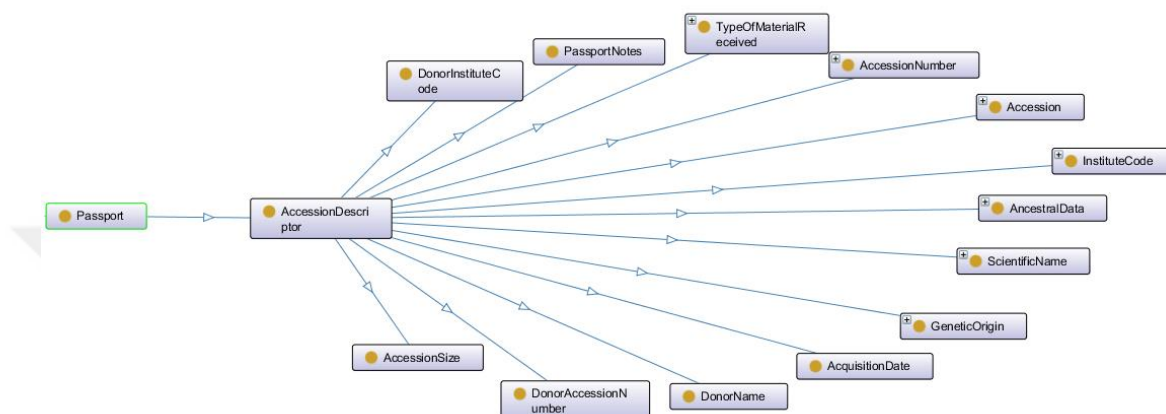 TypeOfMaterialR
eceived
PassportNotes
AccessionNumber
DonorInstituteC
ode
Accession
InstituteCode
Passport
AccessionDescri
ptor
AncestralData
ScientificName
GeneticOrigin
AccessionSize
AcquisitionDate
DonorAccessionN
umber
DonorName